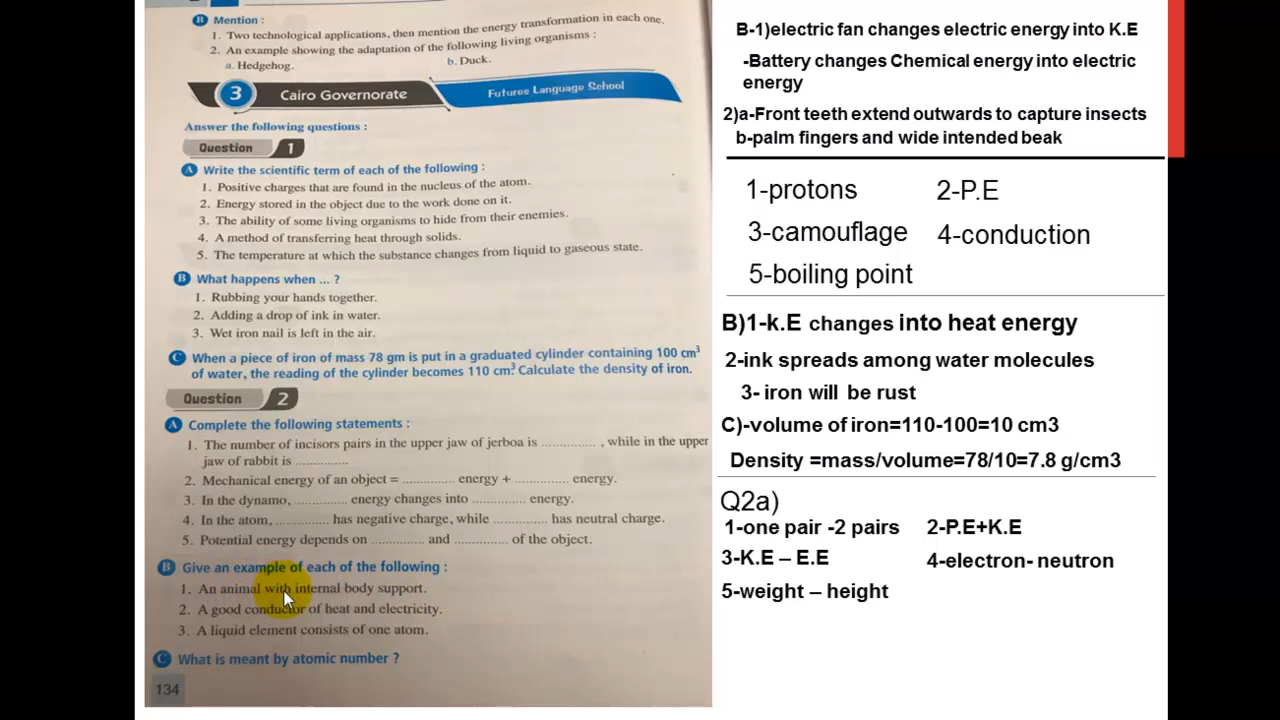 B Mention :
1. Two technological applications, then mention the energy transformation in each one.
2. An example showing the adaptation of the following living organisms :
a. Hedgehog.	b. Duck.
3 Cairo Governorate	Futures Language School
Answer the following questions :
Question 1
A Write the scientific term of each of the following :
1. Positive charges that are found in the nucleus of the atom.
2. Energy stored in the object due to the work done on it.
3. The ability of some living organisms to hide from their enemies.
4. A method of transferring heat through solids.
5. The temperature at which the substance changes from liquid to gaseous state.
B What happens when ... ?
1. Rubbing your hands together.
2. Adding a drop of ink in water.
3. Wet iron nail is left in the air.
C When a piece of iron of mass 78 gm is put in a graduated cylinder containing 100 cm³
of water, the reading of the cylinder becomes 110 cm³. Calculate the density of iron.
Question 2
A Complete the following statements :
1. The number of incisors pairs in the upper jaw of jerboa is .............. , while in the upper
jaw of rabbit is ..............
2. Mechanical energy of an object = .............. energy + .............. energy.
3. In the dynamo, .............. energy changes into .............. energy.
4. In the atom, .............. has negative charge, while .............. has neutral charge.
5. Potential energy depends on .............. and .............. of the object.
B Give an example of each of the following :
1. An animal with internal body support.
2. A good conductor of heat and electricity.
3. A liquid element consists of one atom.
C What is meant by atomic number ?
134
B-1)electric fan changes electric energy into K.E
-Battery changes Chemical energy into electric
energy
2)a-Front teeth extend outwards to capture insects
b-palm fingers and wide intended beak
1-protons	2-P.E
3-camouflage	4-conduction
5-boiling point
B)1-k.E changes into heat energy
2-ink spreads among water molecules
3- iron will be rust
C)-volume of iron=110-100=10 cm3
Density =mass/volume=78/10=7.8 g/cm3
Q2a)
1-one pair -2 pairs	2-P.E+K.E
3-K.E – E.E	4-electron- neutron
5-weight – height